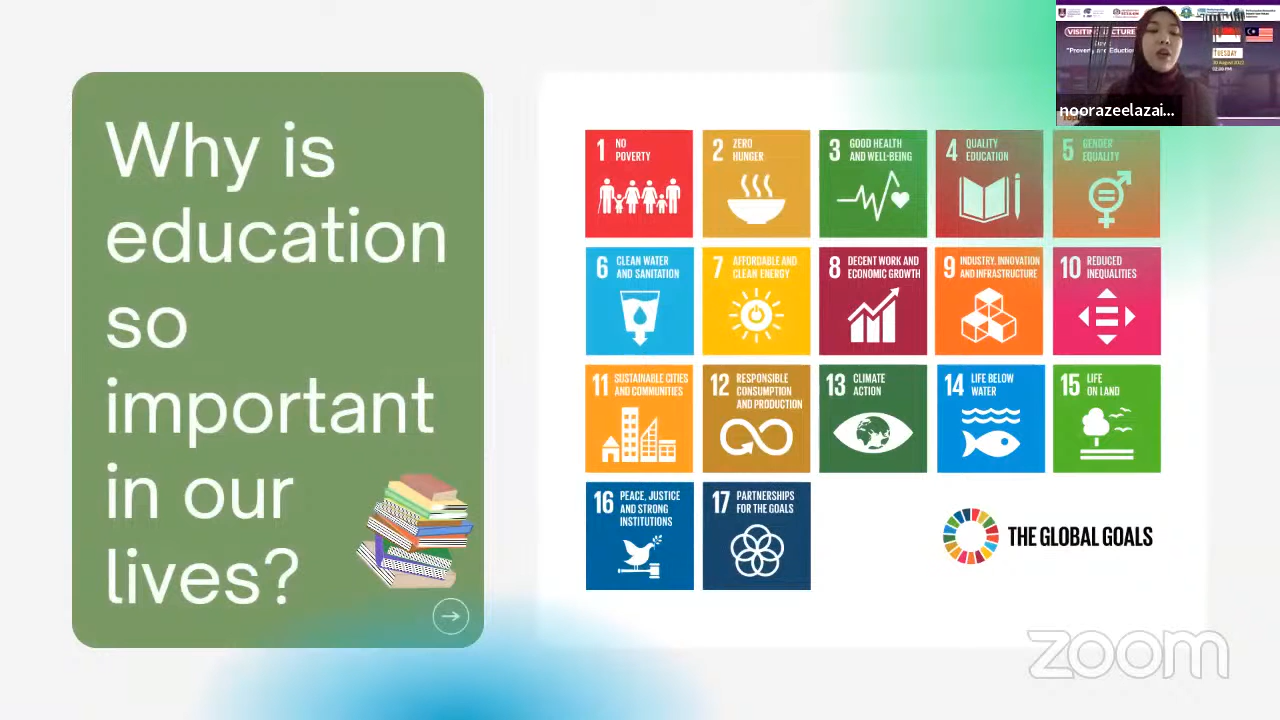 Why is
education
so
important
in our
lives?
1 NO
POVERTY
2 ZERO
HUNGER
3 GOOD HEALTH
AND WELL-BEING
4 QUALITY
EDUCATION
5 GENDER
EQUALITY
6 CLEAN WATER
AND SANITATION
7 AFFORDABLE AND
CLEAN ENERGY
8 DECENT WORK AND
ECONOMIC GROWTH
9 INDUSTRY, INNOVATION
AND INFRASTRUCTURE
10 REDUCED
INEQUALITIES
11 SUSTAINABLE CITIES
AND COMMUNITIES
12 RESPONSIBLE
CONSUMPTION
AND PRODUCTION
13 CLIMATE
ACTION
14 LIFE BELOW
WATER
15 LIFE
ON LAND
16 PEACE, JUSTICE
AND STRONG
INSTITUTIONS
17 PARTNERSHIPS
FOR THE GOALS
THE GLOBAL GOALS
VISITING LECTURE
TUESDAY
noorazeelazai...
zoom